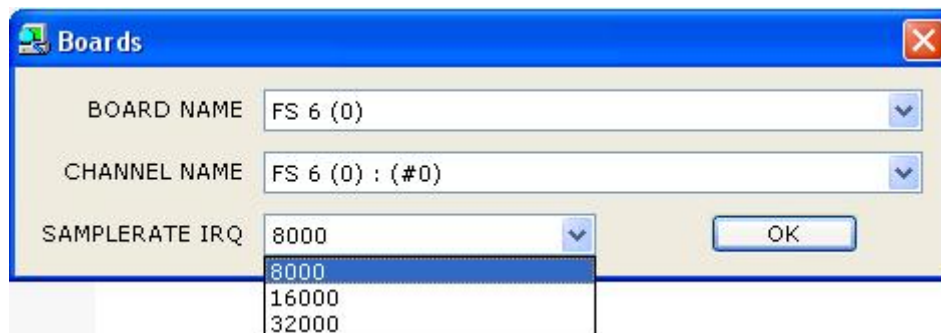 Boards
BOARD NAME FS 6 (0)
CHANNEL NAME FS 6 (0) : (#0)
SAMPLERATE IRQ 8000 OK
8000
16000
32000